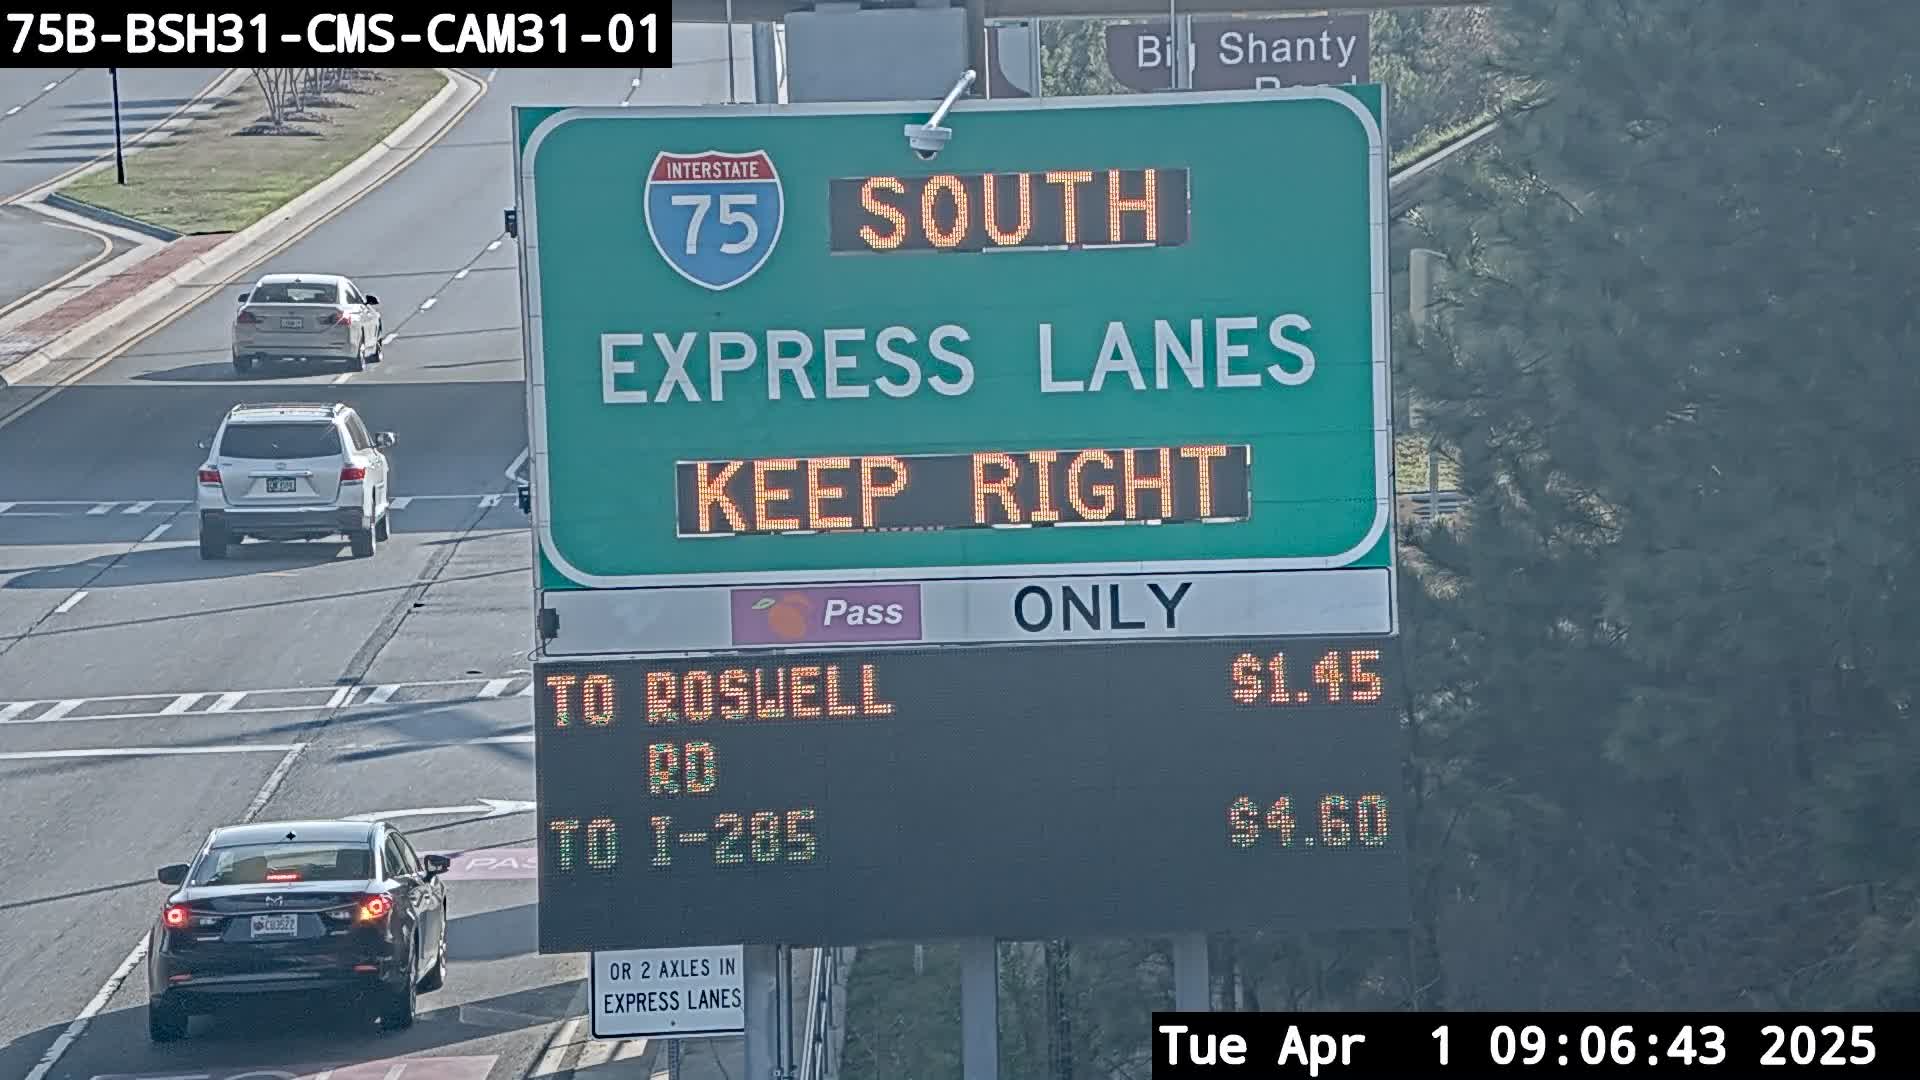 75B-BSH31-CMS-CAM31-01
Big Shanty
Road
INTERSTATE
75
SOUTH
EXPRESS LANES
KEEP RIGHT
Pass
ONLY
TO ROSWELL $1.45
RD
TO I-285 $4.60
PAS
OR 2 AXLES IN
EXPRESS LANES
Tue Apr 1 09:06:43 2025